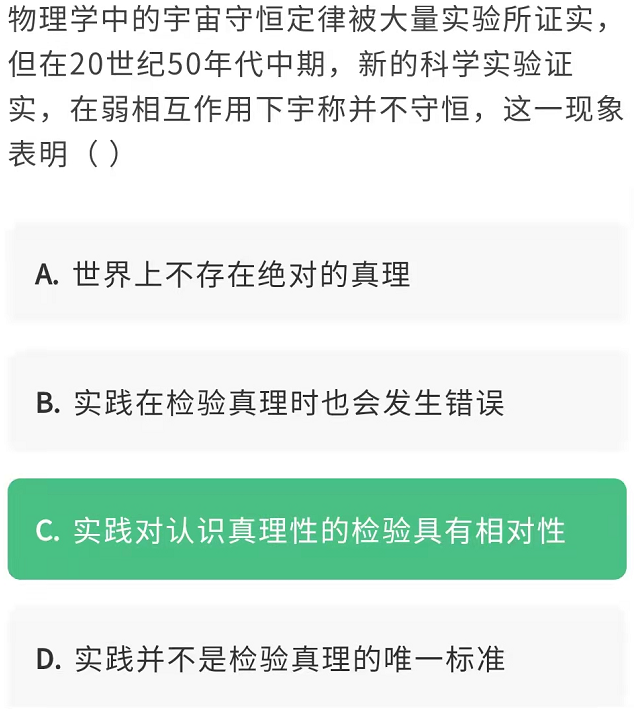 物理学中的宇宙守恒定律被大量实验所证实，
但在20世纪50年代中期，新的科学实验证
实，在弱相互作用下宇称并不守恒，这一现象
表明（ ）
A. 世界上不存在绝对的真理
B. 实践在检验真理时也会发生错误
C. 实践对认识真理性的检验具有相对性
D. 实践并不是检验真理的唯一标准